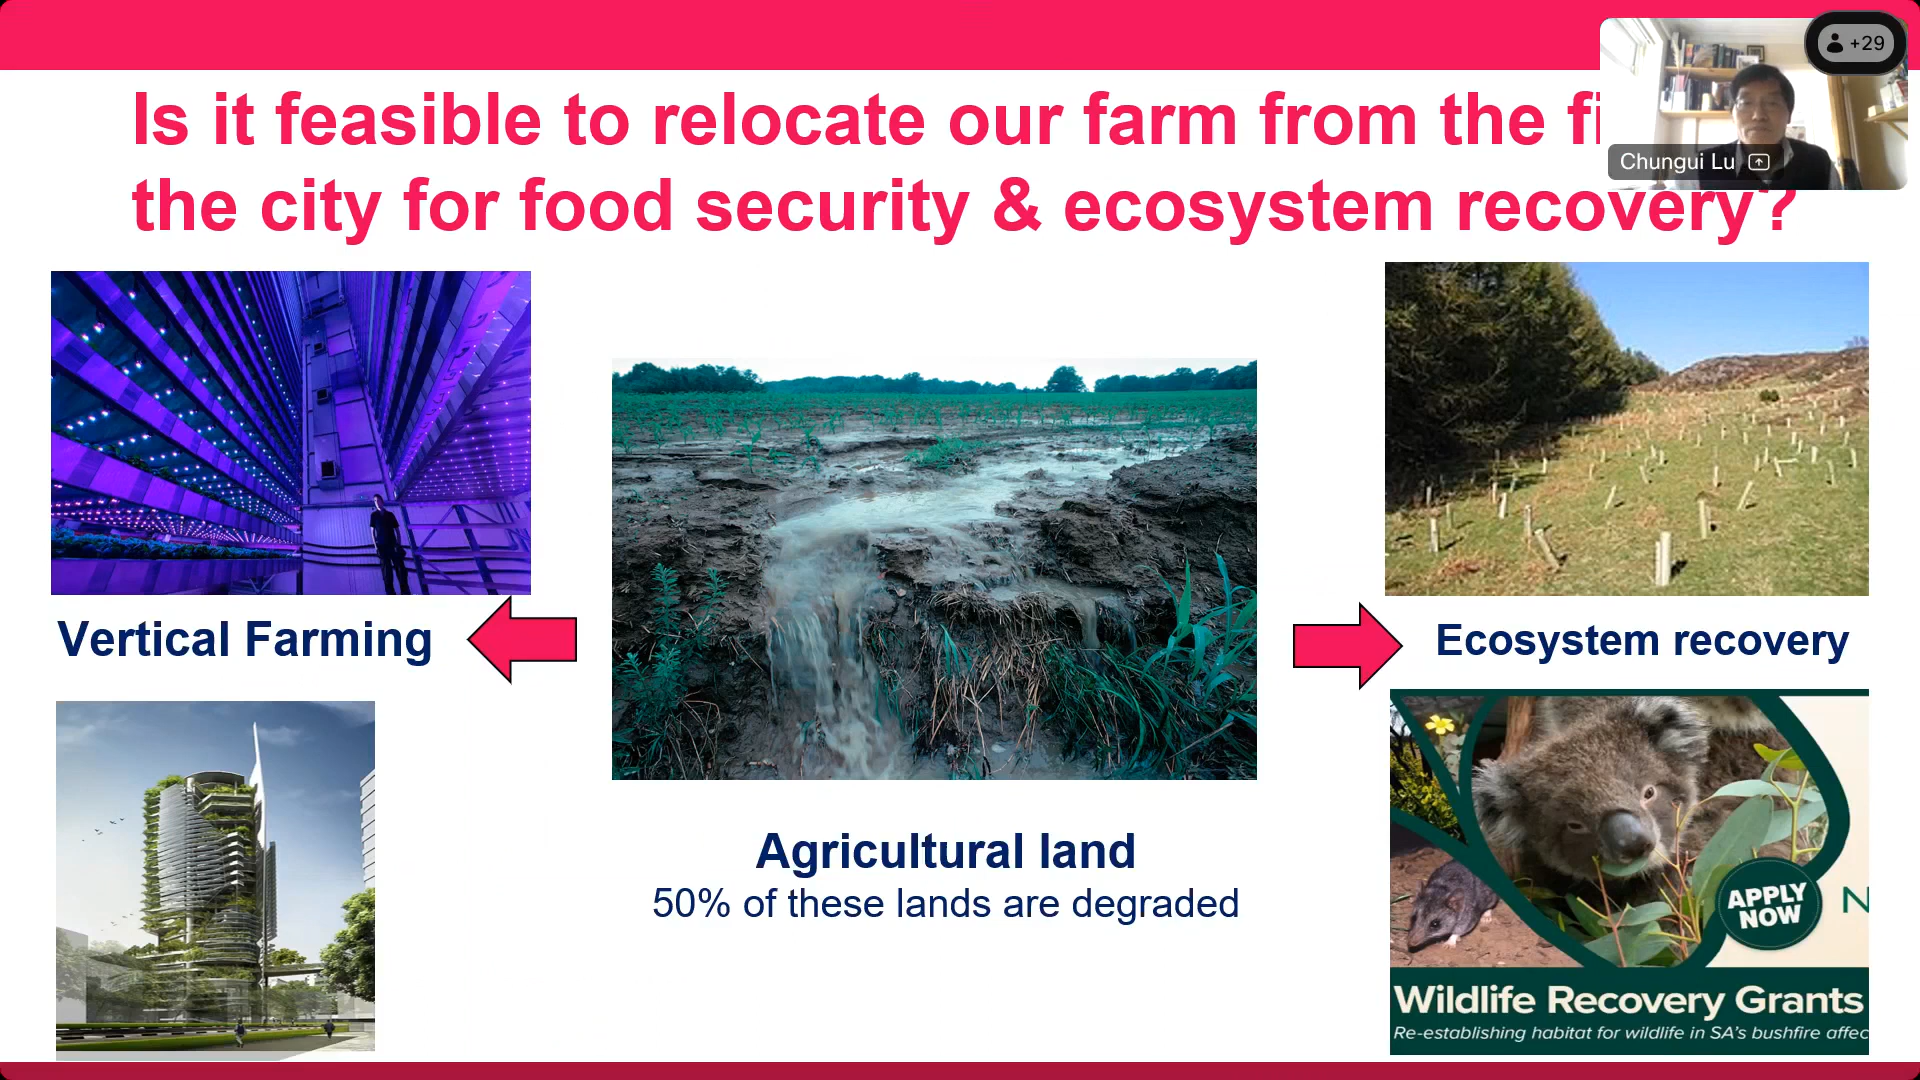 +29
Chungui Lu
Is it feasible to relocate our farm from the
the city for food security & ecosystem recovery?
Vertical Farming
Ecosystem recovery
Agricultural land
50% of these lands are degraded
APPLY
NOW
Wildlife Recovery Grants
Re-establishing habitat for wildlife in SA's bushfire